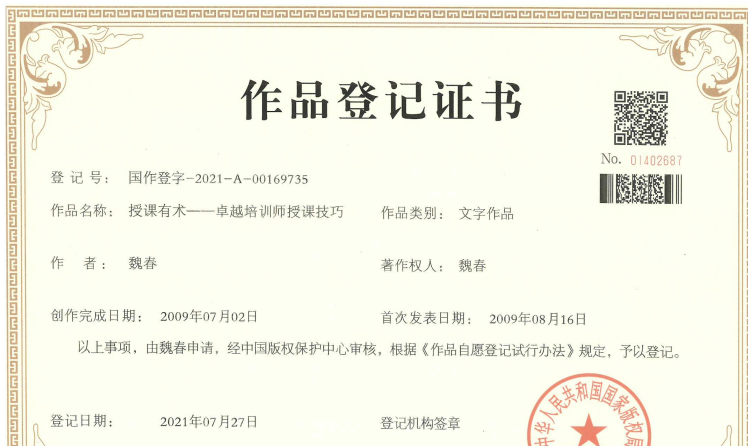 作品登记证书
No. 01402687
登 记 号： 国作登字-2021-A-00169735
作品名称： 授课有术——卓越培训师授课技巧 作品类别： 文字作品
作 者： 魏春 著作权人： 魏春
创作完成日期： 2009年07月02日 首次发表日期： 2009年08月16日
以上事项，由魏春申请，经中国版权保护中心审核，根据《作品自愿登记试行办法》规定，予以登记。
登记日期： 2021年07月27日 登记机构签章
中华人民共和国国家版权局